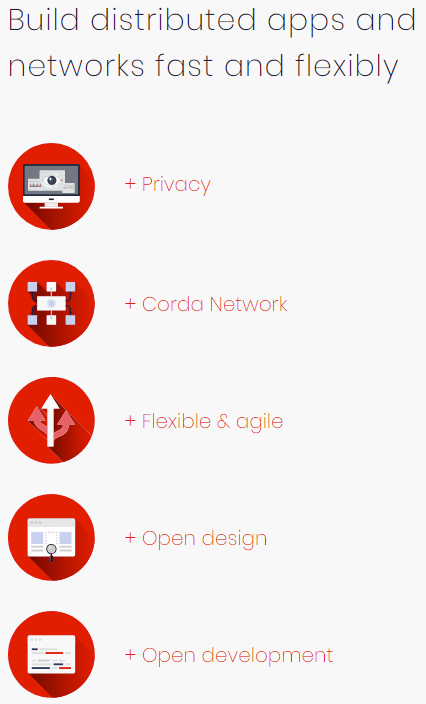 Build distributed apps and
networks fast and flexibly
+ Privacy
+ Corda Network
+ Flexible & agile
+ Open design
+ Open development